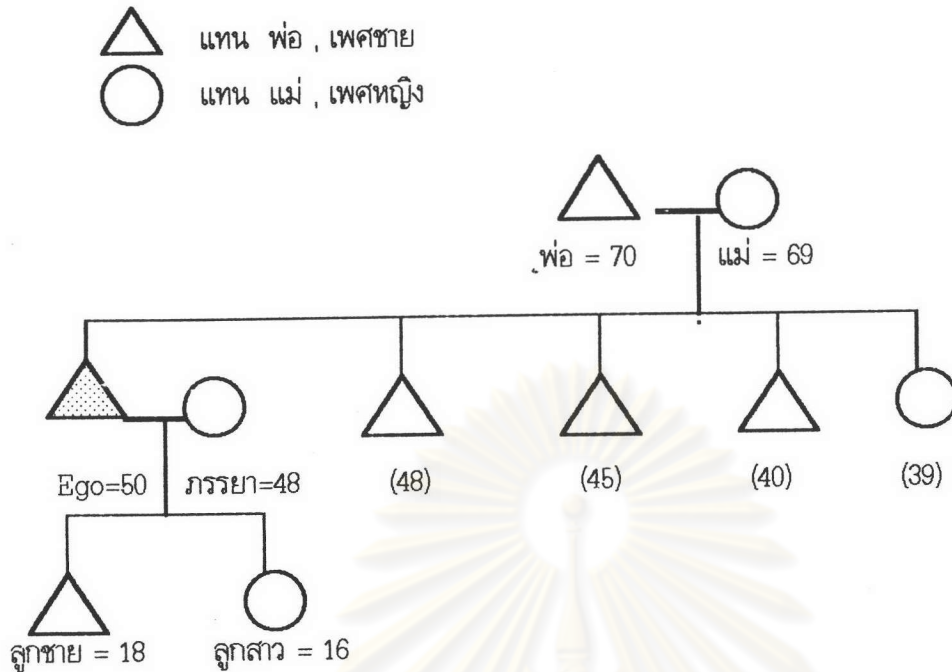 แทน พ่อ , เพศชาย
แทน แม่ , เพศหญิง
พ่อ = 70 แม่ = 69
Ego=50 ภรรยา=48 (48) (45) (40) (39)
ลูกชาย = 18 ลูกสาว = 16